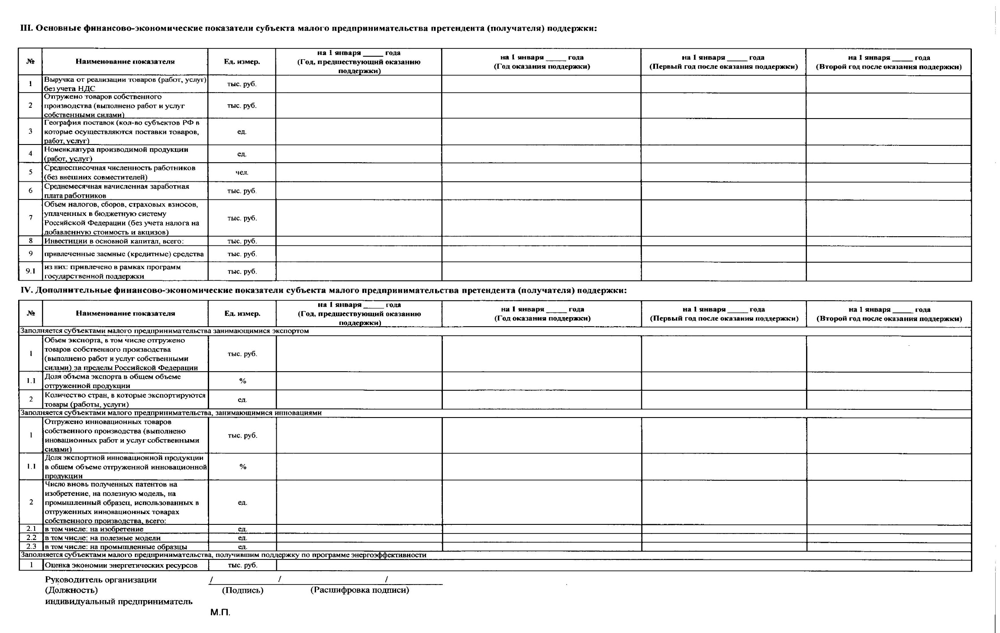 III. Основные финансово-экономические показатели субъекта малого предпринимательства претендента (получателя) поддержки:
№
Наименование показателя
Ед. измер.
на 1 января _____ года
(Год, предшествующий оказанию
поддержки)
на 1 января _____ года
(Год оказания поддержки)
на 1 января _____ года
(Первый год после оказания поддержки)
на 1 января _____ года
(Второй год после оказания поддержки)
1
Выручка от реализации товаров (работ, услуг)
без учета НДС
тыс. руб.
2
Отгружено товаров собственного
производства (выполнено работ и услуг
собственными силами)
тыс. руб.
3
География поставок (кол-во субъектов РФ в
которые осуществляются поставки товаров,
работ, услуг)
ед.
4
Номенклатура производимой продукции
(работ, услуг)
ед.
5
Среднесписочная численность работников
(без внешних совместителей)
чел.
6
Среднемесячная начисленная заработная
плата работников
тыс. руб.
7
Объем налогов, сборов, страховых взносов,
уплаченных в бюджетную систему
Российской Федерации (без учета налога на
добавленную стоимость и акцизов)
тыс. руб.
8
Инвестиции в основной капитал, всего:
тыс. руб.
9
привлеченные заемные (кредитные) средства
тыс. руб.
9.1
из них: привлечено в рамках программ
государственной поддержки
тыс. руб.
IV. Дополнительные финансово-экономические показатели субъекта малого предпринимательства претендента (получателя) поддержки:
№
Наименование показателя
Ед. измер.
на 1 января _____ года
(Год, предшествующий оказанию
поддержки)
на 1 января _____ года
(Год оказания поддержки)
на 1 января _____ года
(Первый год после оказания поддержки)
на 1 января _____ года
(Второй год после оказания поддержки)
Заполняется субъектами малого предпринимательства занимающимися экспортом
1
Объем экспорта, в том числе отгружено
товаров собственного производства
(выполнено работ и услуг собственными
силами) за пределы Российской Федерации
тыс. руб.
1.1
Доля объема экспорта в общем объеме
отгруженной продукции
%
2
Количество стран, в которые экспортируются
товары (работы, услуги)
ед.
Заполняется субъектами малого предпринимательства, занимающимися инновациями
1
Отгружено инновационных товаров
собственного производства (выполнено
иновационных работ и услуг собственными
силами)
тыс. руб.
1.1
Доля экспортной инновационной продукции
в общем объеме отгруженной инновационной
продукции
%
2
Число вновь полученных патентов на
изобретение, на полезную модель, на
промышленный образец, использованных в
отгруженных инновационных товарах
собственного производства, всего:
ед.
2.1
в том числе: на изобретение
ед.
2.2
в том числе: на полезные модели
ед.
2.3
в том числе: на промышленные образцы
ед.
Заполняется субъектами малого предпринимательства, получившим поддержку по программе энергоэффективности
1
Оценка экономии энергетических ресурсов
тыс. руб.
Руководитель организации / / /
(Должность) (Подпись) (Расшифровка подписи)
индивидуальный предприниматель
М.П.